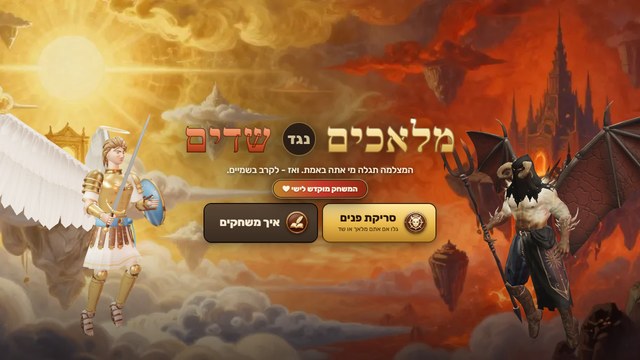 מלאכים נגד שדים
המצלמה תגלה מי אתה באמת. ואז - לקרב בשמיים.
המשחק מוקדש לישי
סריקת פנים
גלו אם אתם מלאך או שד
איך משחקים